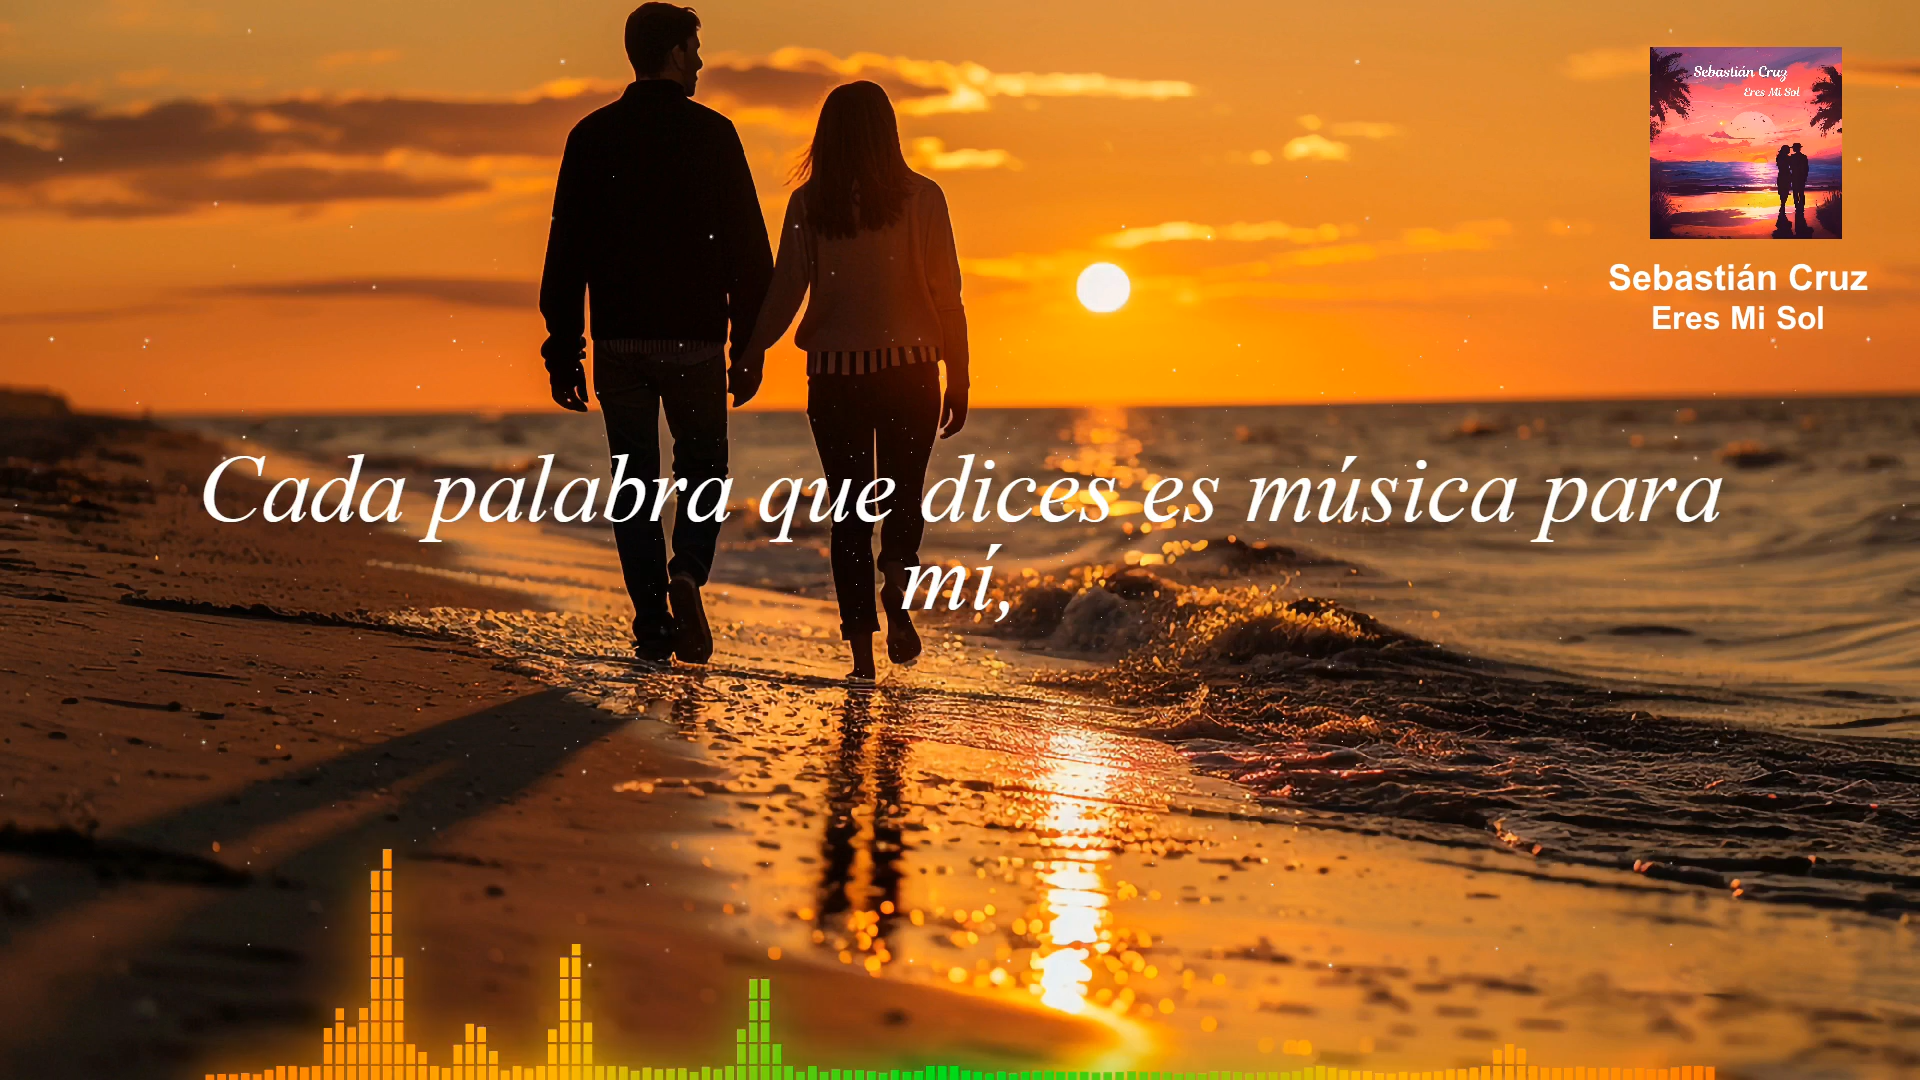 Sebastián Cruz
Eres Mi Sol
Sebastián Cruz
Eres Mi Sol
Cada palabra que dices es música para
mí,